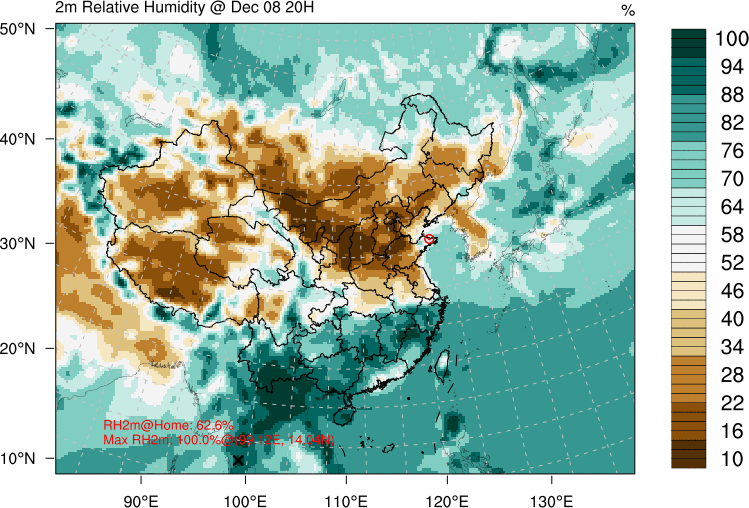 2m Relative Humidity @ Dec 08 20H
%
50°N
40°N
30°N
20°N
10°N
90°E
100°E
110°E
120°E
130°E
100
94
88
82
76
70
64
58
52
46
40
34
28
22
16
10
RH2m@Home: 62.6%
Max RH2m: 100.0%@(99.12E, 14.04N)